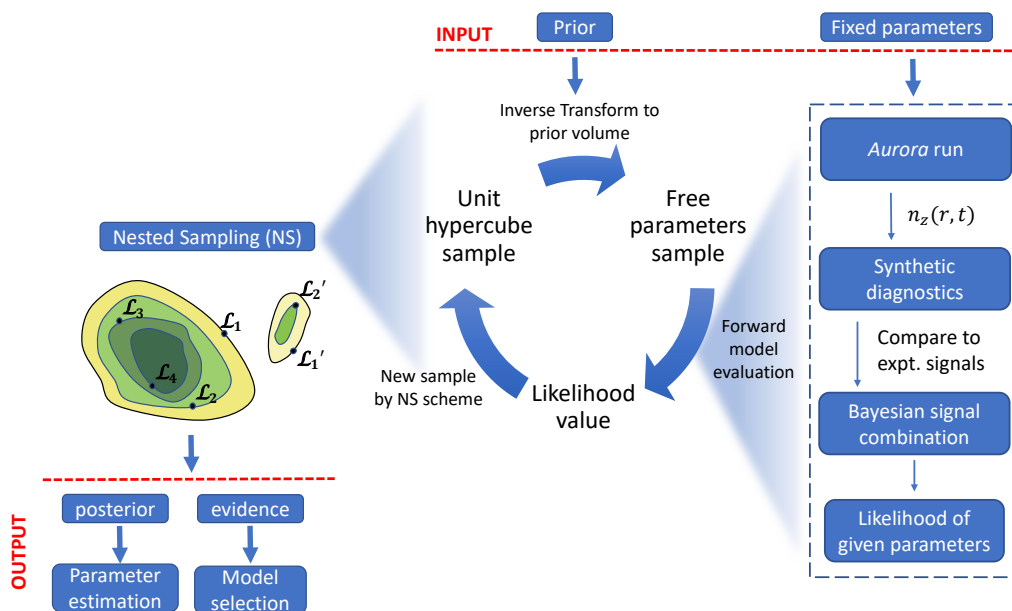 INPUT
Prior
Fixed parameters
Inverse Transform to
prior volume
Unit
hypercube
sample
Free
parameters
sample
Likelihood
value
New sample
by NS scheme
Forward
model
evaluation
Nested Sampling (NS)
ℒ₃
ℒ₁
ℒ₄
ℒ₂
ℒ₂′
ℒ₁′
Aurora run
n_z(r, t)
Synthetic
diagnostics
Compare to
expt. signals
Bayesian signal
combination
Likelihood of
given parameters
OUTPUT
posterior
evidence
Parameter
estimation
Model
selection